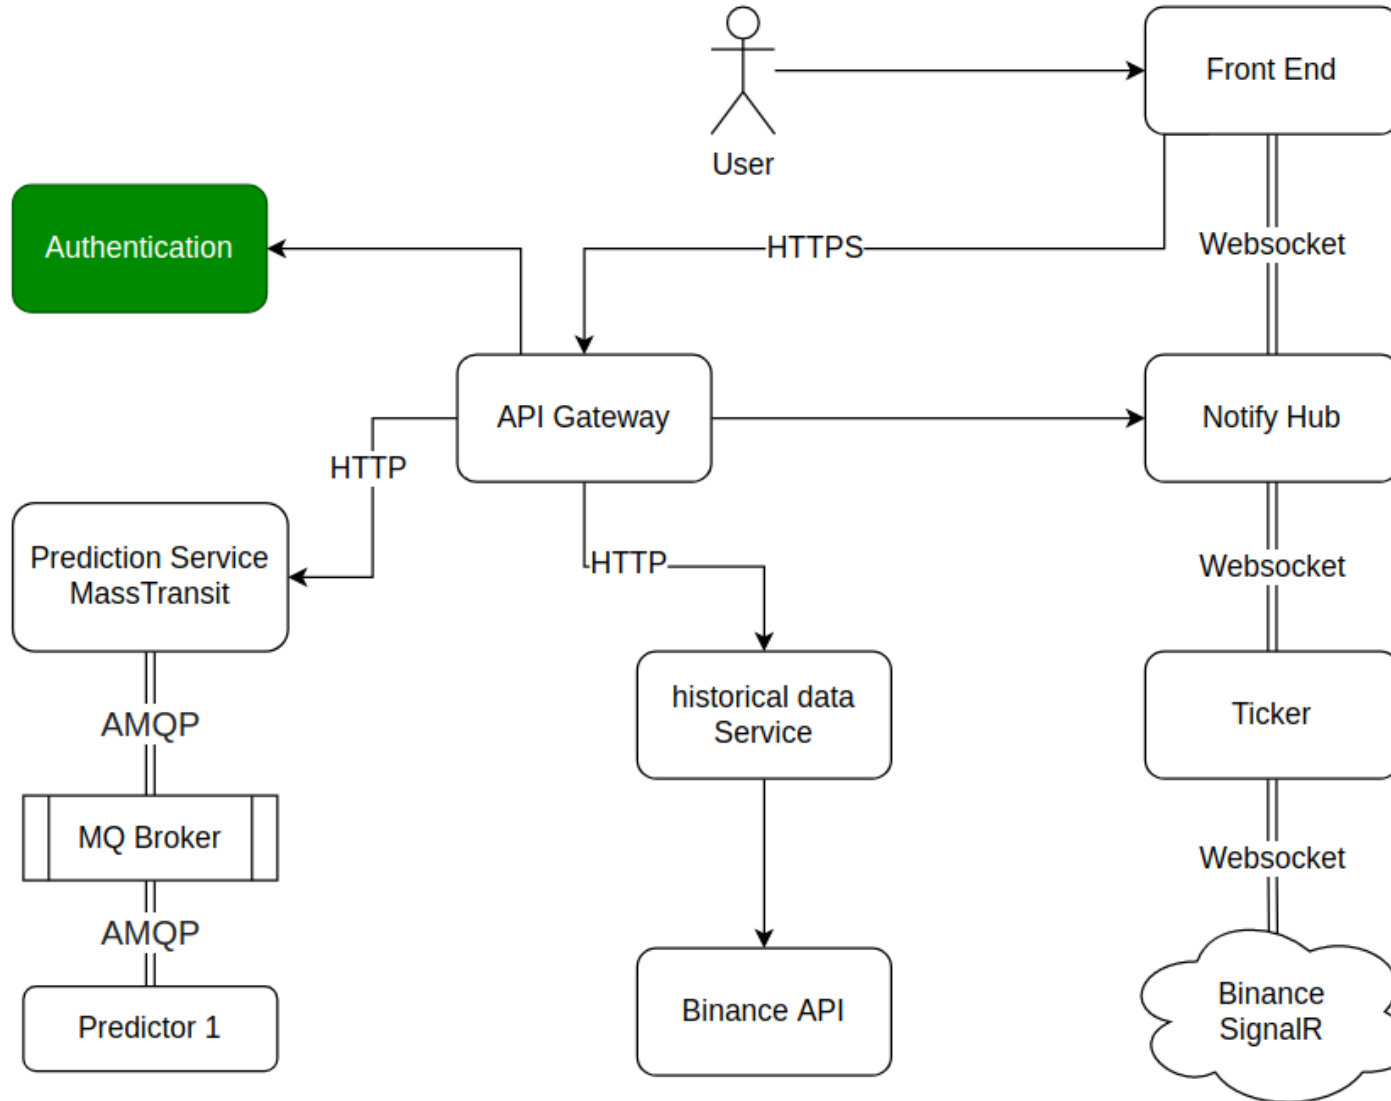 Front End
User
Authentication
HTTPS
Websocket
API Gateway
Notify Hub
HTTP
Prediction Service
MassTransit
HTTP
Websocket
historical data
Service
Ticker
AMQP
MQ Broker
Websocket
AMQP
Predictor 1
Binance API
Binance
SignalR